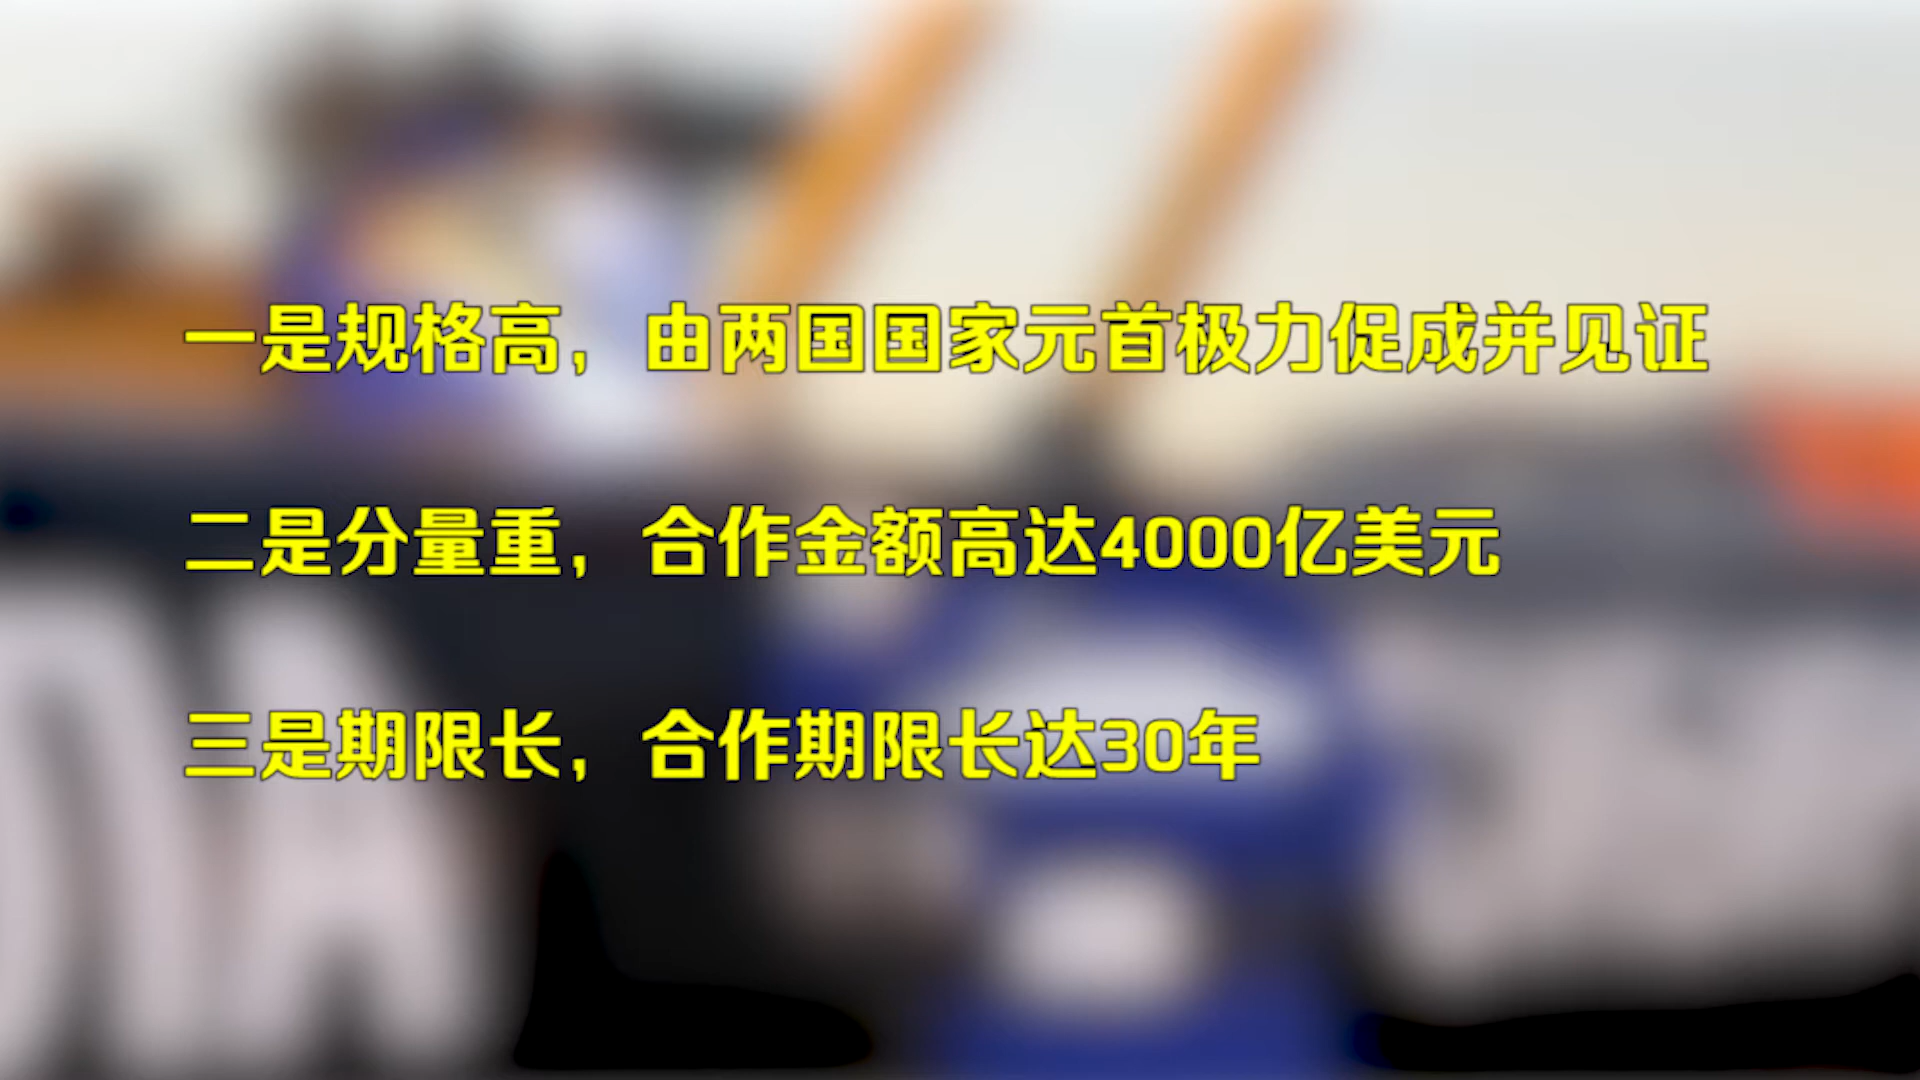 一是规格高，由两国国家元首极力促成并见证
二是分量重，合作金额高达4000亿美元
三是期限长，合作期限长达30年